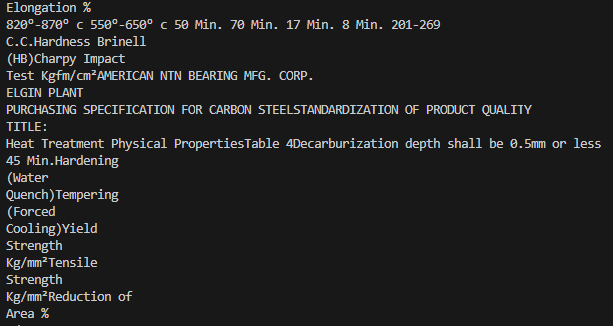 Elongation %
820°-870° c 550°-650° c 50 Min. 70 Min. 17 Min. 8 Min. 201-269
C.C.Hardness Brinell
(HB)Charpy Impact
Test Kgfm/cm²AMERICAN NTN BEARING MFG. CORP.
ELGIN PLANT
PURCHASING SPECIFICATION FOR CARBON STEELSTANDARDIZATION OF PRODUCT QUALITY
TITLE:
Heat Treatment Physical PropertiesTable 4Decarburization depth shall be 0.5mm or less
45 Min.Hardening
(Water
Quench)Tempering
(Forced
Cooling)Yield
Strength
Kg/mm²Tensile
Strength
Kg/mm²Reduction of
Area %